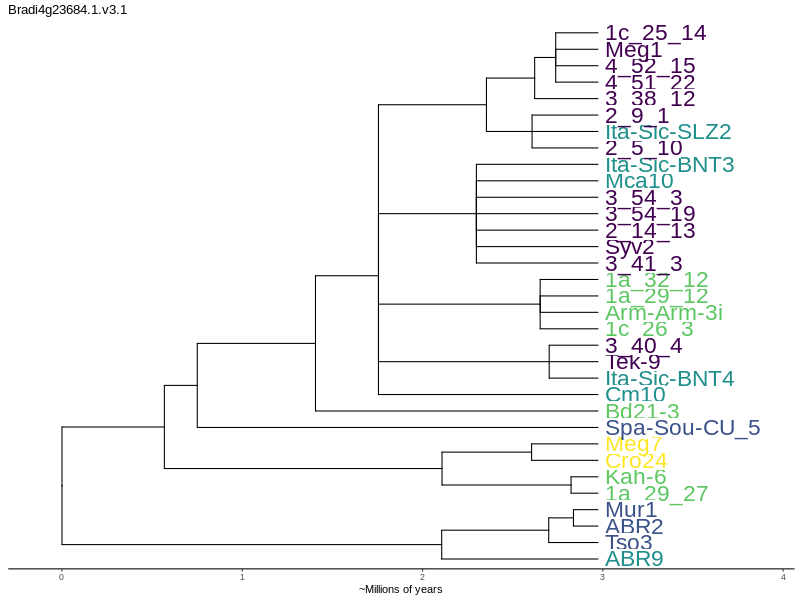 Bradi4g23684.1.v3.1
1c_25_14
Meg1
4_52_15
4_51_22
3_38_12
2_9_1
Ita-Sic-SLZ2
2_5_10
Ita-Sic-BNT3
Mca10
3_54_3
3_54_19
2_14_13
Syv2
3_41_3
1a_32_12
1a_29_12
Arm-Arm-3i
1c_26_3
3_40_4
Tek-9
Ita-Sic-BNT4
Cm10
Bd21-3
Spa-Sou-CU_5
Meg7
Cro24
Kah-6
1a_29_27
Mur1
ABR2
Tso3
ABR9
0 1 2 3 4
~Millions of years